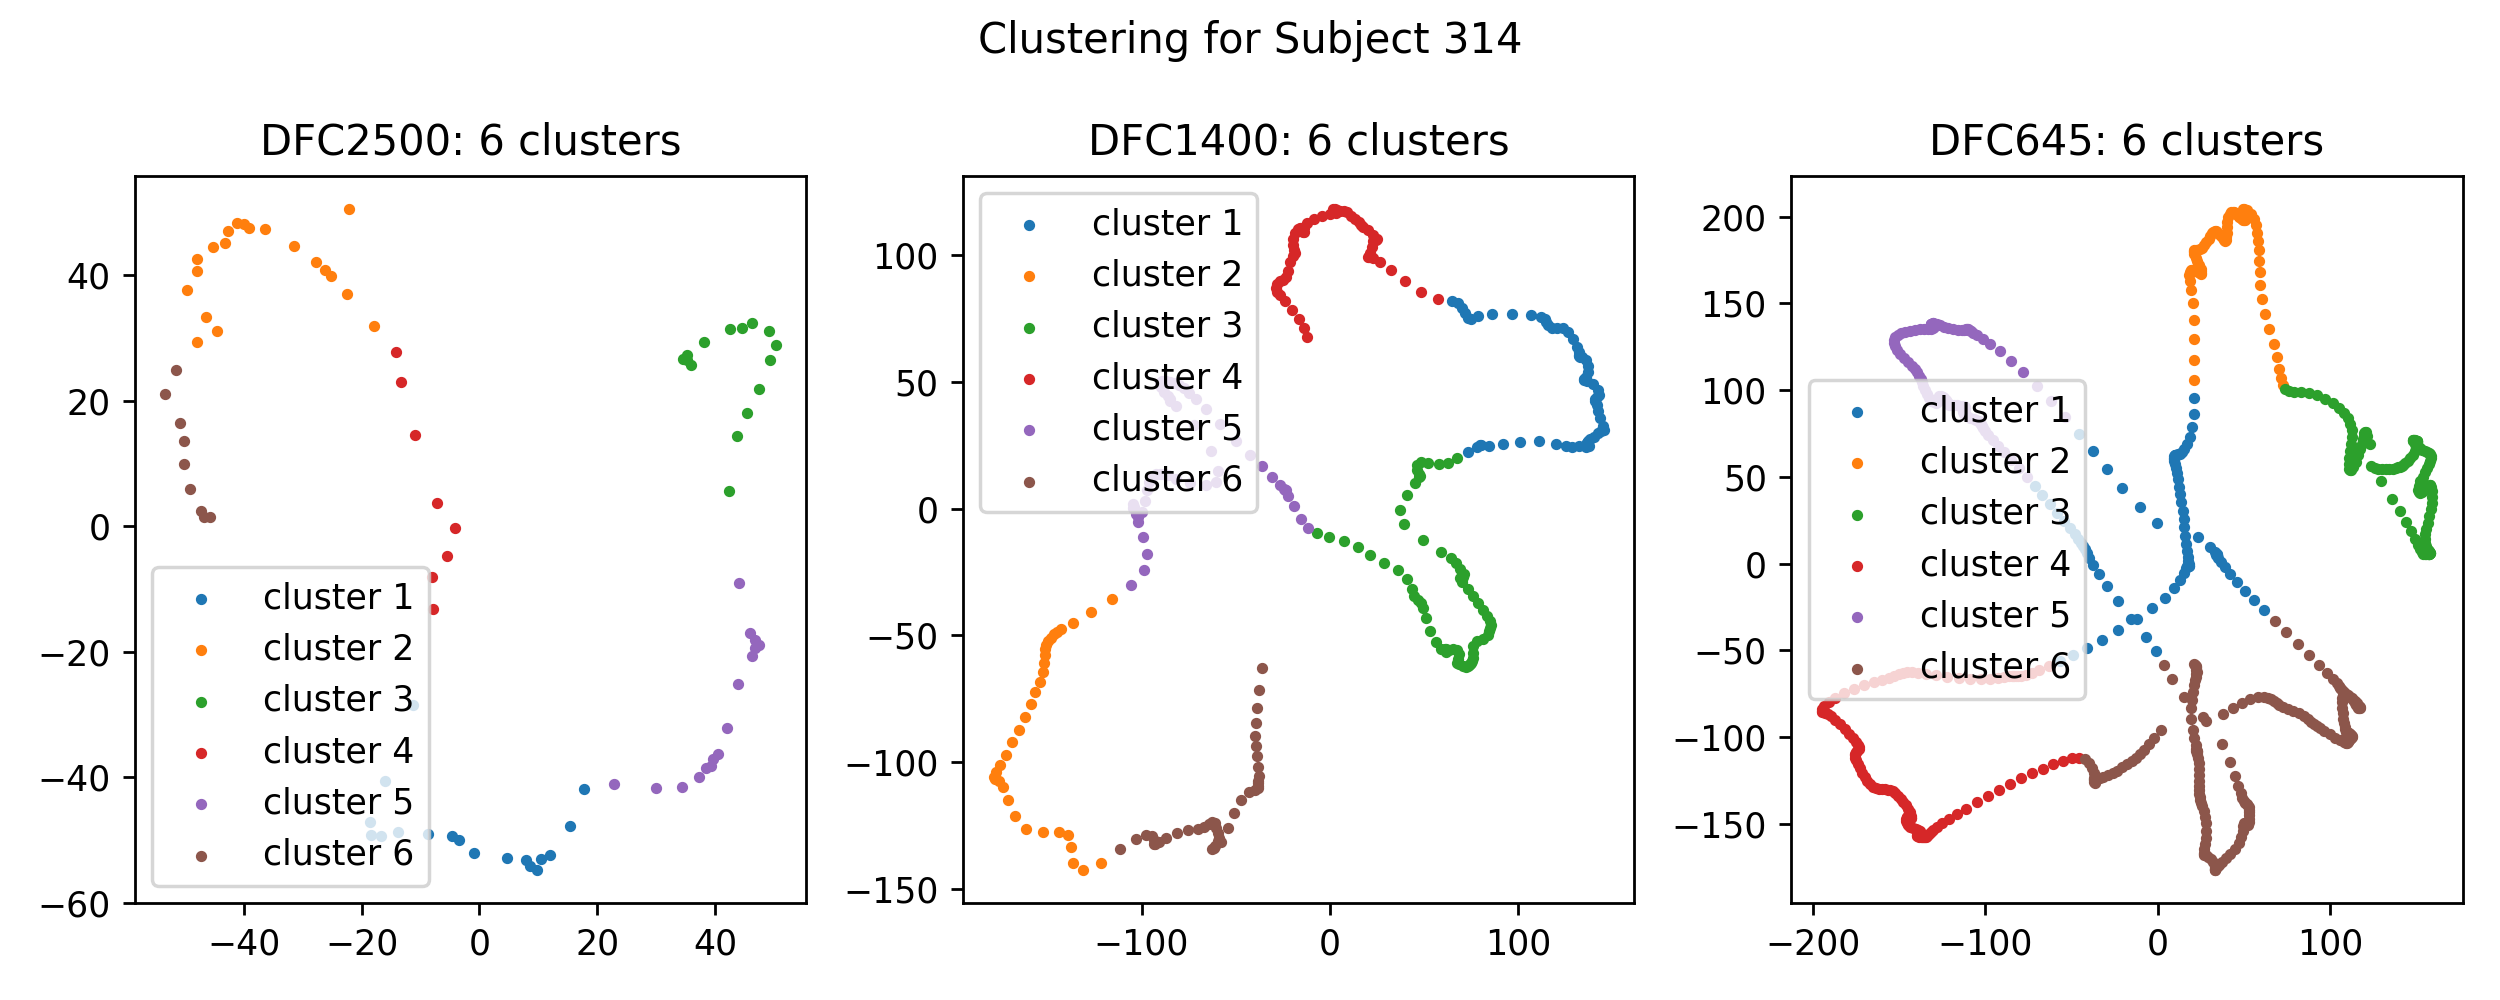 Clustering for Subject 314
DFC2500: 6 clusters
40
20
0
−20
−40
−60
−40
−20
0
20
40
cluster 1
cluster 2
cluster 3
cluster 4
cluster 5
cluster 6
DFC1400: 6 clusters
100
50
0
−50
−100
−150
−100
0
100
cluster 1
cluster 2
cluster 3
cluster 4
cluster 5
cluster 6
DFC645: 6 clusters
200
150
100
50
0
−50
−100
−150
−200
−100
0
100
cluster 1
cluster 2
cluster 3
cluster 4
cluster 5
cluster 6